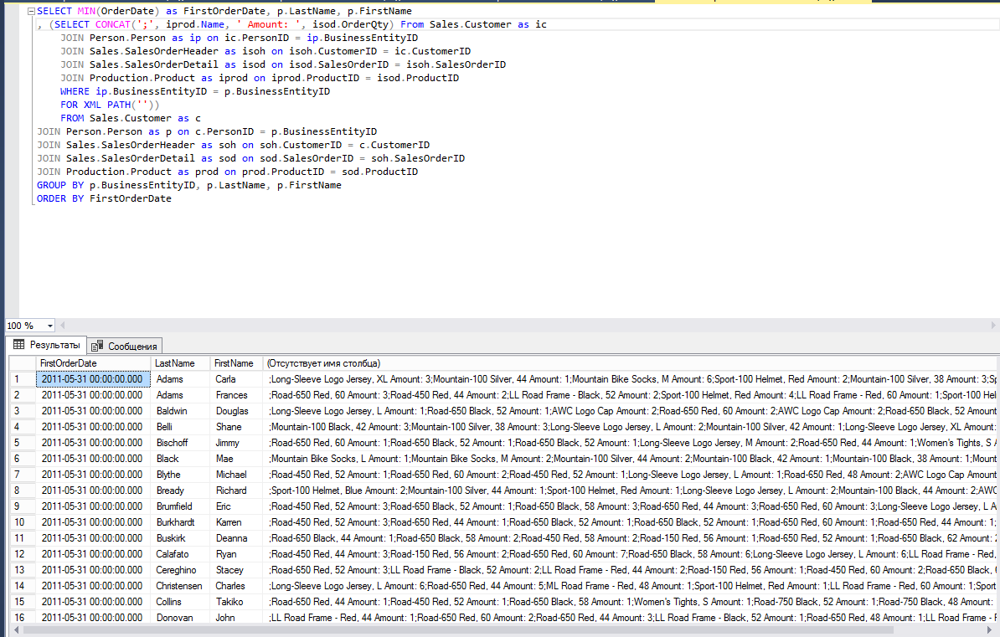 SELECT MIN(OrderDate) as FirstOrderDate, p.LastName, p.FirstName
, (SELECT CONCAT(';', iprod.Name, ' Amount: ', isod.OrderQty) From Sales.Customer as ic
JOIN Person.Person as ip on ic.PersonID = ip.BusinessEntityID
JOIN Sales.SalesOrderHeader as isoh on isoh.CustomerID = ic.CustomerID
JOIN Sales.SalesOrderDetail as isod on isod.SalesOrderID = isoh.SalesOrderID
JOIN Production.Product as iprod on iprod.ProductID = isod.ProductID
WHERE ip.BusinessEntityID = p.BusinessEntityID
FOR XML PATH(''))
FROM Sales.Customer as c
JOIN Person.Person as p on c.PersonID = p.BusinessEntityID
JOIN Sales.SalesOrderHeader as soh on soh.CustomerID = c.CustomerID
JOIN Sales.SalesOrderDetail as sod on sod.SalesOrderID = soh.SalesOrderID
JOIN Production.Product as prod on prod.ProductID = sod.ProductID
GROUP BY p.BusinessEntityID, p.LastName, p.FirstName
ORDER BY FirstOrderDate
100 %
Результаты Сообщения
FirstOrderDate LastName FirstName (Отсутствует имя столбца)
1 2011-05-31 00:00:00.000 Adams Carla ;Long-Sleeve Logo Jersey, XL Amount: 3;Mountain-100 Silver, 44 Amount: 1;Mountain Bike Socks, M Amount: 6;Sport-100 Helmet, Red Amount: 2;Mountain-100 Silver, 38 Amount: 3;Sp
2 2011-05-31 00:00:00.000 Adams Frances ;Road-650 Red, 60 Amount: 3;Road-450 Red, 44 Amount: 2;LL Road Frame - Black, 52 Amount: 2;Sport-100 Helmet, Red Amount: 4;LL Road Frame - Red, 60 Amount: 1;Sport-100 Hel
3 2011-05-31 00:00:00.000 Baldwin Douglas ;Long-Sleeve Logo Jersey, L Amount: 1;Road-650 Black, 52 Amount: 1;AWC Logo Cap Amount: 2;Road-650 Red, 60 Amount: 2;AWC Logo Cap Amount: 2;Road-650 Black, 52 Amount
4 2011-05-31 00:00:00.000 Belli Shane ;Mountain-100 Black, 42 Amount: 3;Mountain-100 Silver, 38 Amount: 3;Long-Sleeve Logo Jersey, L Amount: 2;Mountain-100 Silver, 42 Amount: 1;Long-Sleeve Logo Jersey, XL Amount:
5 2011-05-31 00:00:00.000 Bischoff Jimmy ;Road-650 Red, 60 Amount: 1;Road-650 Black, 52 Amount: 1;Road-650 Black, 52 Amount: 1;Long-Sleeve Logo Jersey, M Amount: 2;Road-650 Red, 44 Amount: 1;Women's Tights, S A
6 2011-05-31 00:00:00.000 Black Mae ;Mountain Bike Socks, L Amount: 1;Mountain Bike Socks, M Amount: 2;Mountain-100 Silver, 44 Amount: 2;Mountain-100 Black, 42 Amount: 1;Mountain-100 Black, 38 Amount: 1;Mount
7 2011-05-31 00:00:00.000 Blythe Michael ;Road-450 Red, 52 Amount: 1;Road-650 Red, 60 Amount: 2;Road-450 Red, 52 Amount: 1;Long-Sleeve Logo Jersey, L Amount: 1;Road-650 Red, 48 Amount: 2;AWC Logo Cap Amount
8 2011-05-31 00:00:00.000 Bready Richard ;Sport-100 Helmet, Blue Amount: 2;Mountain-100 Silver, 44 Amount: 1;Sport-100 Helmet, Red Amount: 1;Long-Sleeve Logo Jersey, L Amount: 2;Mountain-100 Black, 44 Amount: 2;AWC
9 2011-05-31 00:00:00.000 Brumfield Eric ;Road-450 Red, 52 Amount: 3;Road-650 Black, 52 Amount: 1;Road-650 Black, 58 Amount: 3;Road-650 Red, 44 Amount: 3;Road-650 Red, 60 Amount: 3;Long-Sleeve Logo Jersey, L A
10 2011-05-31 00:00:00.000 Burkhardt Karren ;Road-450 Red, 52 Amount: 3;Road-650 Red, 44 Amount: 1;Road-650 Black, 52 Amount: 1;Road-650 Black, 52 Amount: 1;Road-650 Red, 60 Amount: 1;Road-650 Red, 44 Amount: 1;
11 2011-05-31 00:00:00.000 Buskirk Deanna ;Road-650 Black, 44 Amount: 1;Road-650 Black, 58 Amount: 2;Road-450 Red, 58 Amount: 2;Road-150 Red, 56 Amount: 1;Road-650 Red, 52 Amount: 1;Road-650 Black, 62 Amount: 2
12 2011-05-31 00:00:00.000 Calafato Ryan ;Road-450 Red, 44 Amount: 3;Road-150 Red, 56 Amount: 2;Road-650 Red, 60 Amount: 7;Road-650 Black, 58 Amount: 6;Long-Sleeve Logo Jersey, L Amount: 6;LL Road Frame - Red,
13 2011-05-31 00:00:00.000 Cereghino Stacey ;Road-650 Red, 52 Amount: 3;LL Road Frame - Black, 52 Amount: 2;LL Road Frame - Red, 44 Amount: 2;Road-150 Red, 56 Amount: 1;Road-450 Red, 60 Amount: 2;Road-650 Black,
14 2011-05-31 00:00:00.000 Christensen Charles ;Long-Sleeve Logo Jersey, L Amount: 6;Road-650 Red, 44 Amount: 5;ML Road Frame - Red, 48 Amount: 1;Sport-100 Helmet, Red Amount: 1;LL Road Frame - Red, 60 Amount: 1;Sport
15 2011-05-31 00:00:00.000 Collins Takiko ;Road-650 Red, 44 Amount: 1;Road-450 Red, 52 Amount: 1;Road-650 Black, 58 Amount: 1;Women's Tights, S Amount: 1;Road-750 Black, 52 Amount: 1;Road-750 Black, 48 Amount:
16 2011-05-31 00:00:00.000 Donovan John ;LL Road Frame - Red, 44 Amount: 1;Road-650 Red, 60 Amount: 2;Road-650 Red, 44 Amount: 3;LL Road Frame - Black, 52 Amount: 1;Road-650 Red, 48 Amount: 1;LL Road Frame - F